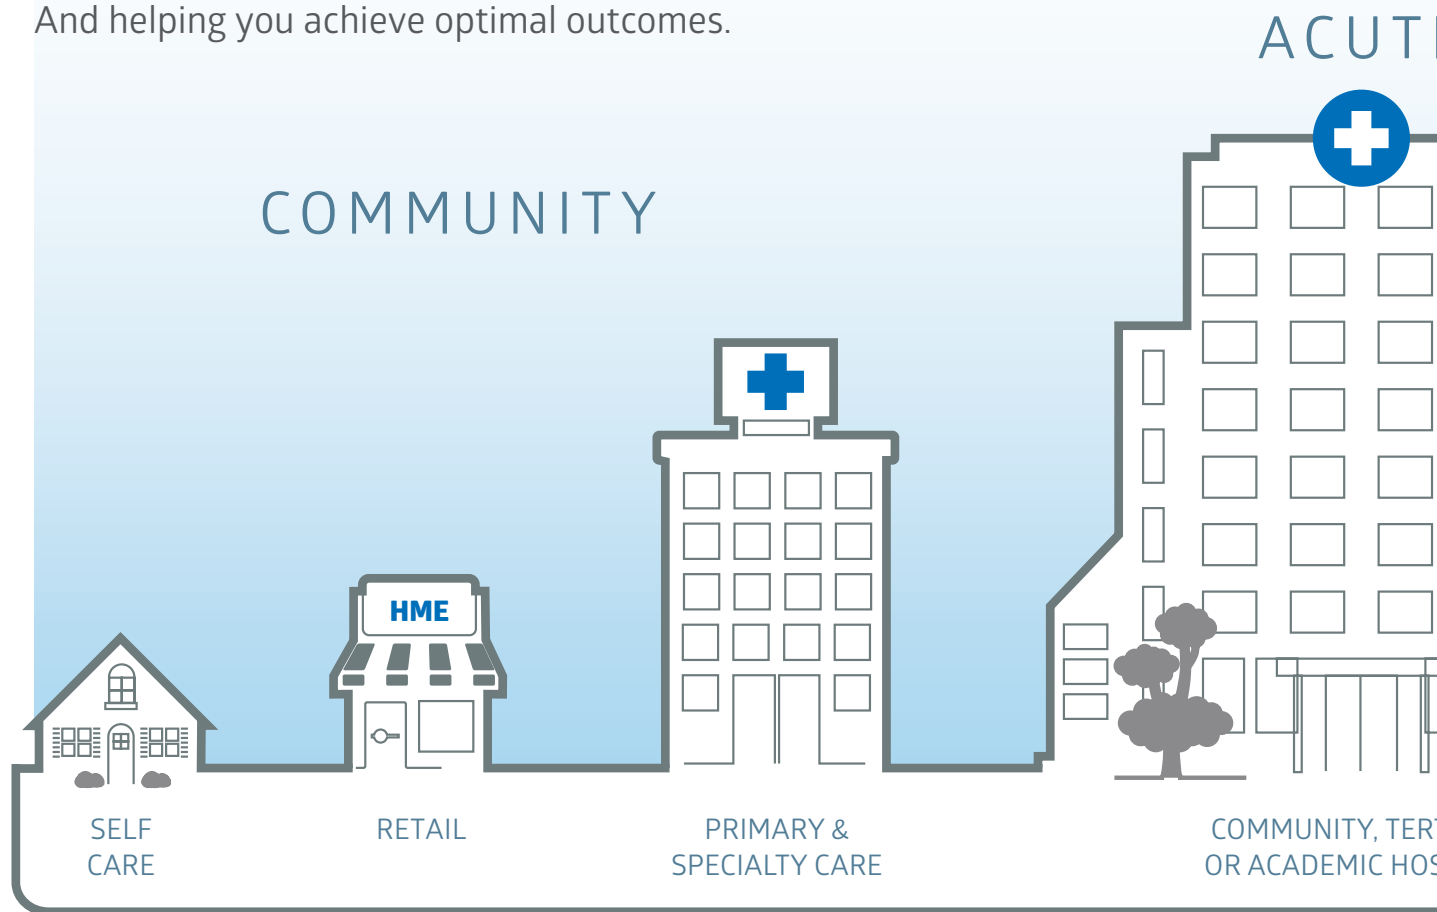 And helping you achieve optimal outcomes.
ACUT
COMMUNITY
HME
SELF
CARE
RETAIL
PRIMARY &
SPECIALTY CARE
COMMUNITY, TER
OR ACADEMIC HOS